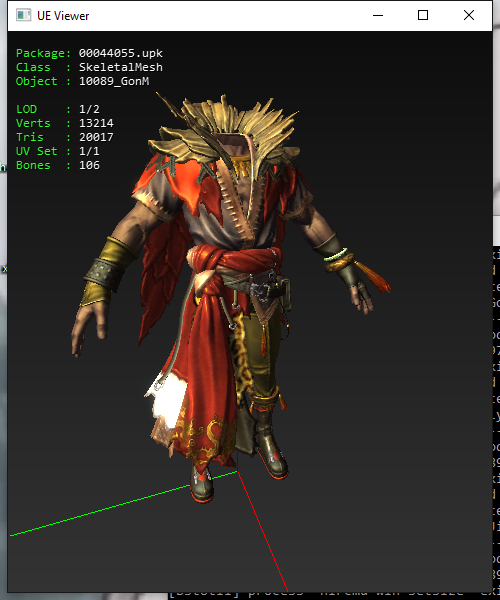 UE Viewer
Package: 00044055.upk
Class : SkeletalMesh
Object : 10089_GonM
LOD : 1/2
Verts : 13214
Tris : 20017
UV Set : 1/1
Bones : 106